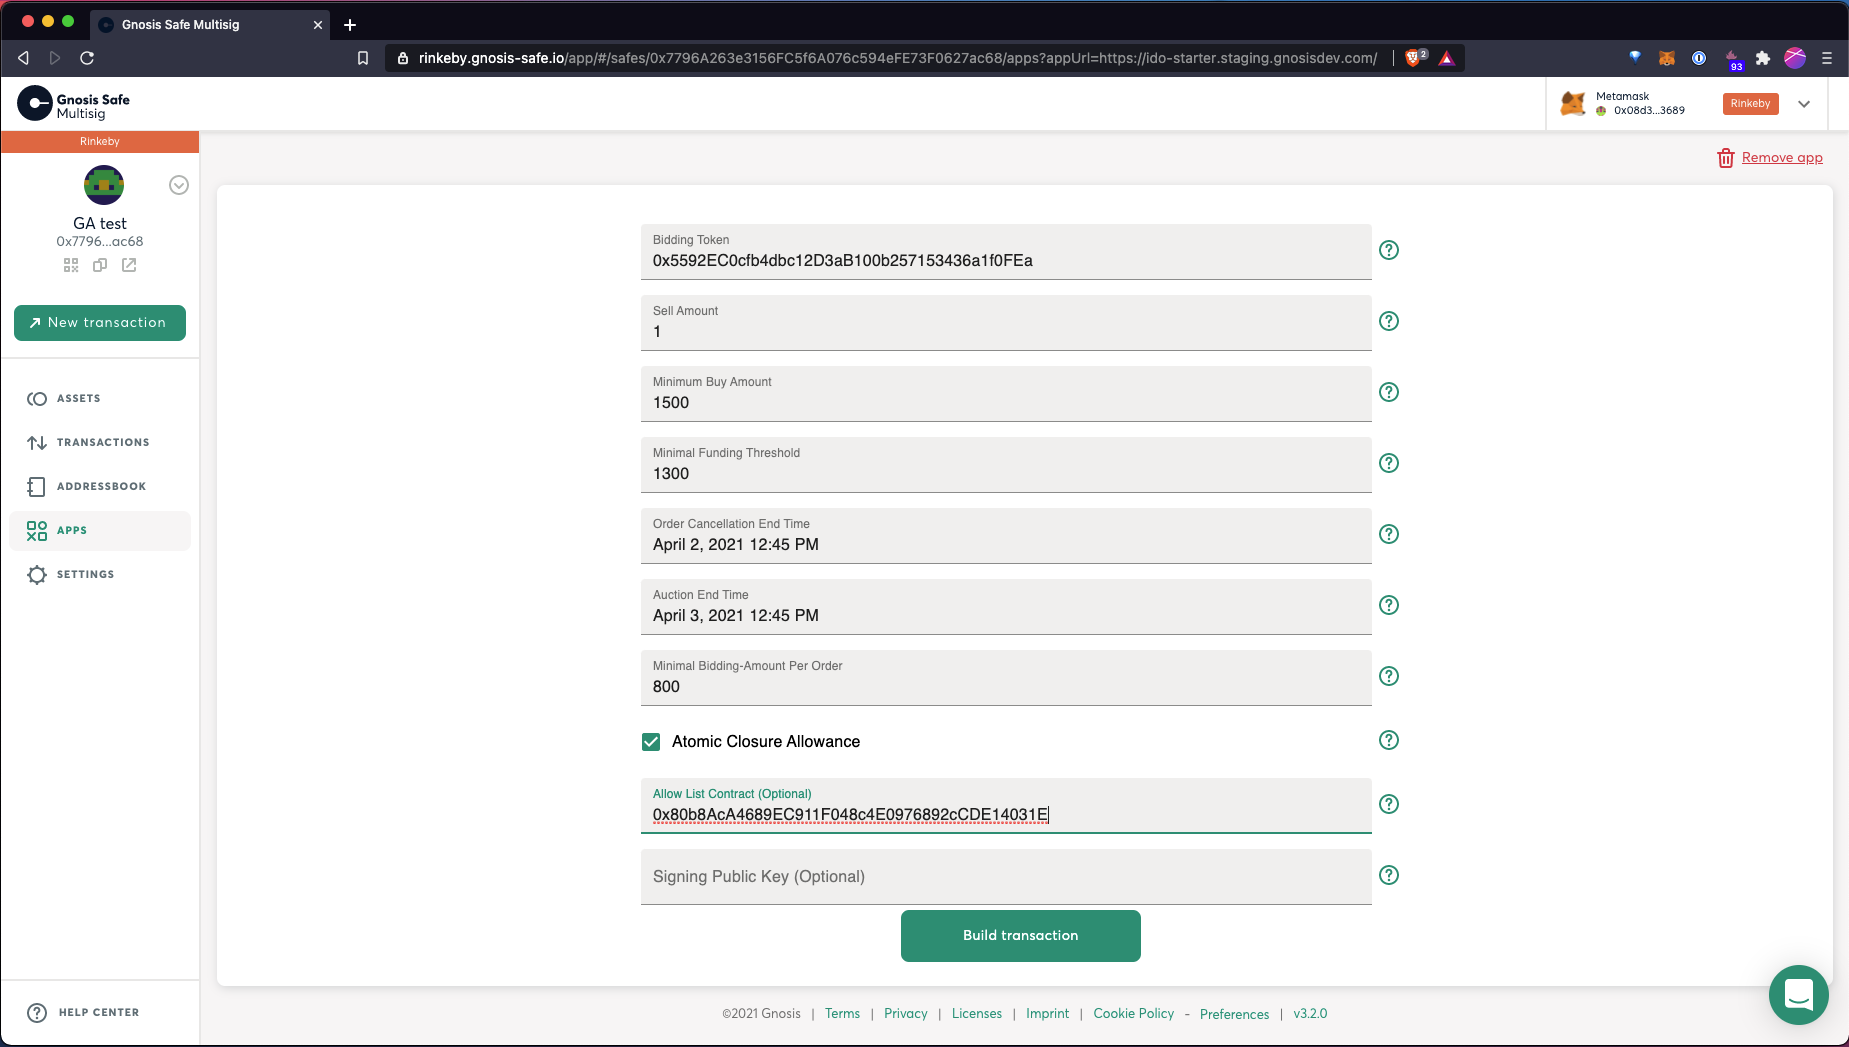 Gnosis Safe Multisig
rinkeby.gnosis-safe.io/app/#/safes/0x7796A263e3156FC5f6A076c594eFE73F0627ac68/apps?appUrl=https://ido-starter.staging.gnosisdev.com/
2
93
Gnosis Safe
Multisig
Metamask
0x08d3...3689
Rinkeby
Rinkeby
Remove app
GA test
0x7796...ac68
New transaction
ASSETS
TRANSACTIONS
ADDRESSBOOK
APPS
SETTINGS
HELP CENTER
Bidding Token
0x5592EC0cfb4dbc12D3aB100b257153436a1f0FEa
Sell Amount
1
Minimum Buy Amount
1500
Minimal Funding Threshold
1300
Order Cancellation End Time
April 2, 2021 12:45 PM
Auction End Time
April 3, 2021 12:45 PM
Minimal Bidding-Amount Per Order
800
Atomic Closure Allowance
Allow List Contract (Optional)
0x80b8AcA4689EC911F048c4E0976892cCDE14031E
Signing Public Key (Optional)
Build transaction
©2021 Gnosis | Terms | Privacy | Licenses | Imprint | Cookie Policy - Preferences | v3.2.0